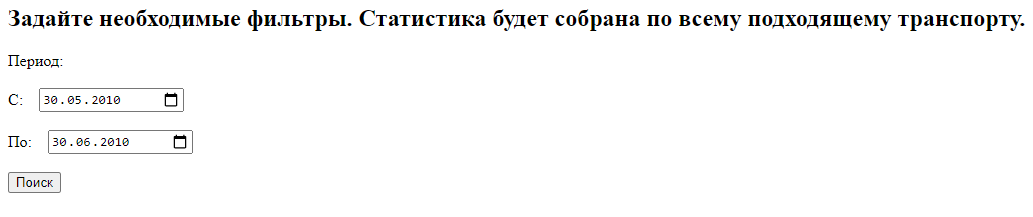 Задайте необходимые фильтры. Статистика будет собрана по всему подходящему транспорту.
Период:
С: 30.05.2010
По: 30.06.2010
Поиск